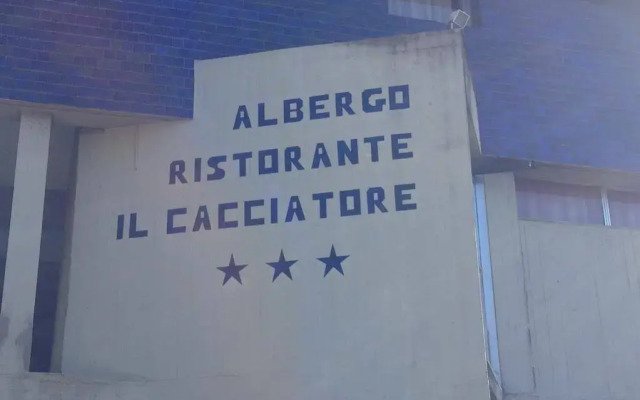 ALBERGO
RISTORANTE
IL CACCIATORE
★ ★ ★